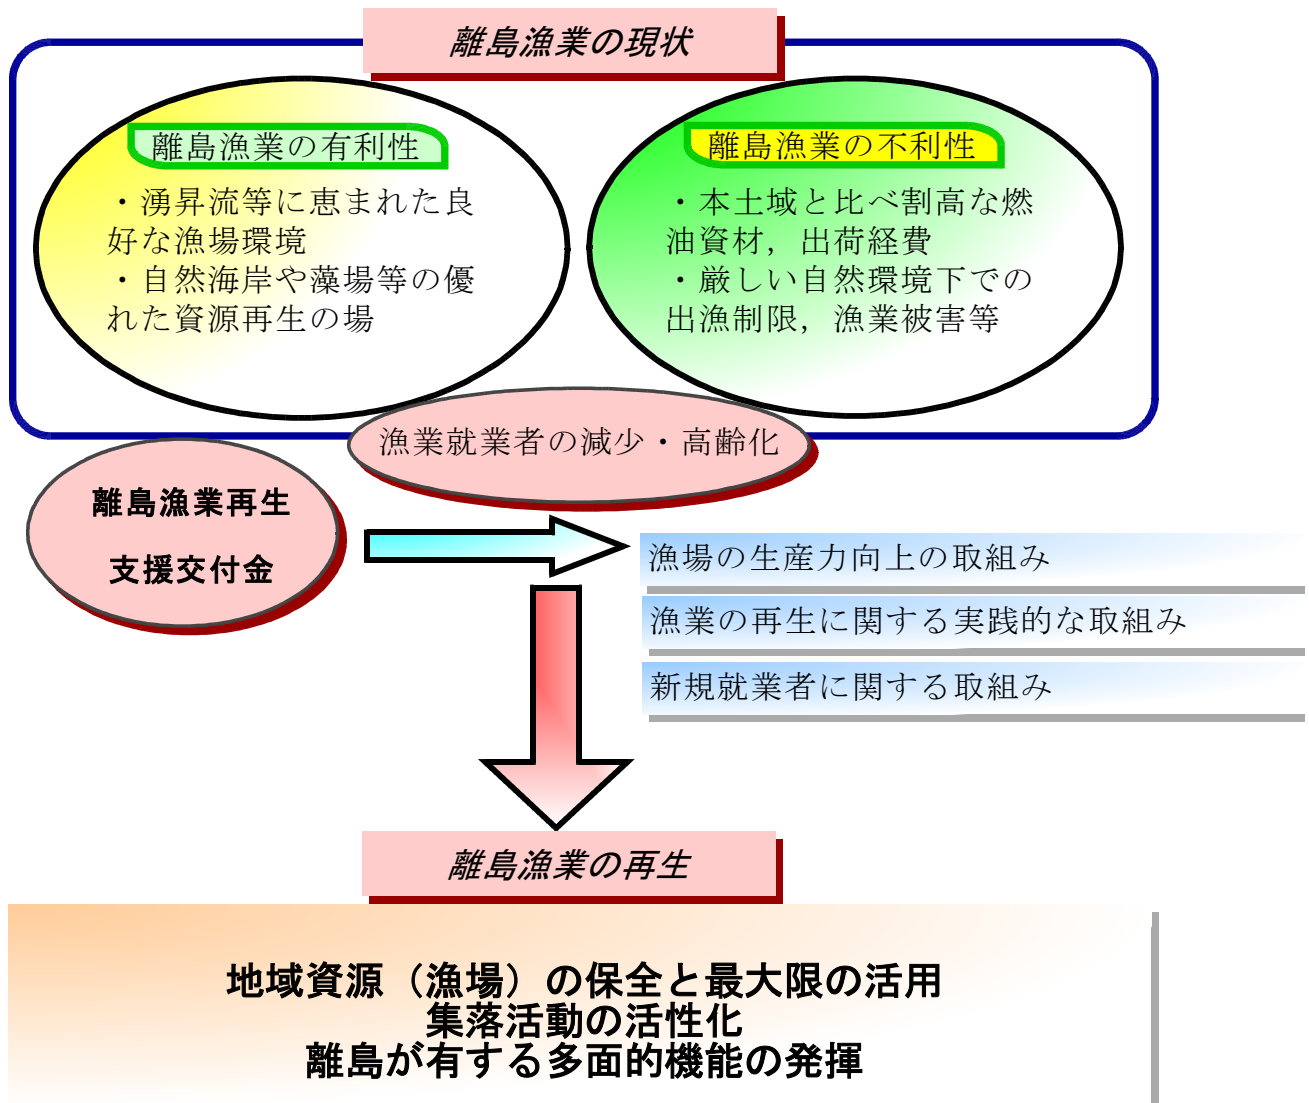 離島漁業の現状
離島漁業の有利性
・湧昇流等に恵まれた良
好な漁場環境
・自然海岸や藻場等の優
れた資源再生の場
離島漁業の不利性
・本土域と比べ割高な燃
油資材，出荷経費
・厳しい自然環境下での
出漁制限，漁業被害等
漁業就業者の減少・高齢化
離島漁業再生
支援交付金
漁場の生産力向上の取組み
漁業の再生に関する実践的な取組み
新規就業者に関する取組み
離島漁業の再生
地域資源（漁場）の保全と最大限の活用
集落活動の活性化
離島が有する多面的機能の発揮